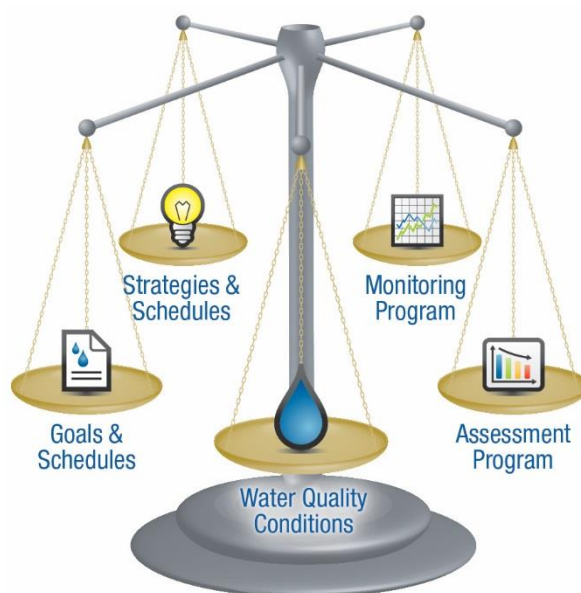 Strategies &
Schedules
Monitoring
Program
Goals &
Schedules
Assessment
Program
Water Quality
Conditions